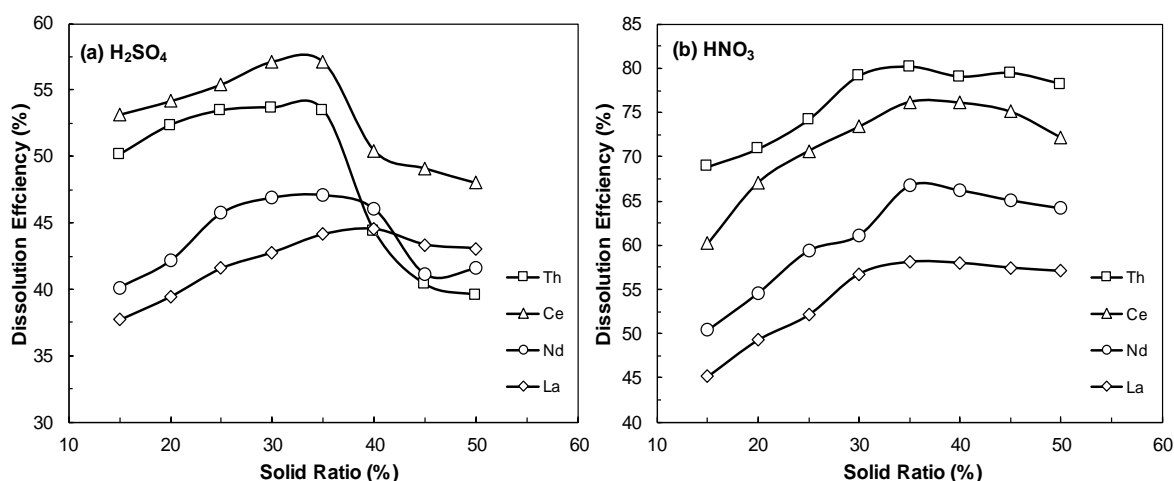 (a) H₂SO₄
Dissolution Effciency (%)
60
55
50
45
40
35
30
10 20 30 40 50 60
Solid Ratio (%)
Th
Ce
Nd
La
(b) HNO₃
Dissolution Effciency (%)
85
80
75
70
65
60
55
50
45
40
10 20 30 40 50 60
Solid Ratio (%)
Th
Ce
Nd
La